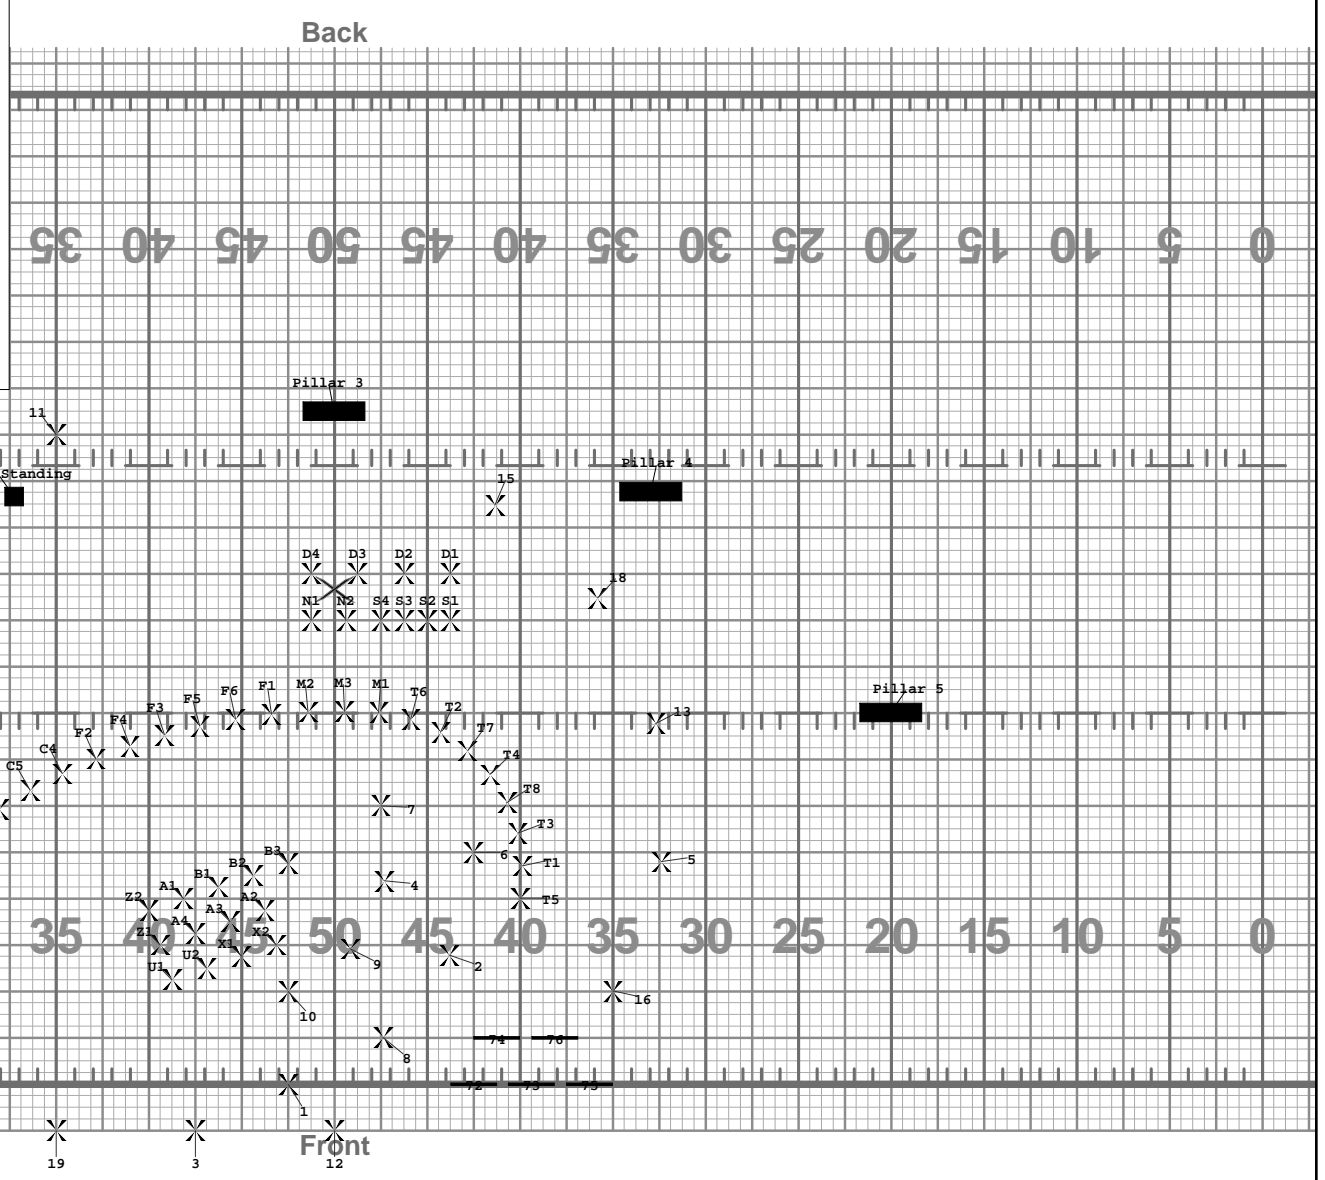 Back
35 40 45 50 45 40 35 30 25 20 15 10 5 0
Pillar 3
11
Pillar 4
Standing
15
D4 D3 D2 D1
18
N1 N2 S4 S3 S2 S1
M2 M3 M1
F6 F1 T6
Pillar 5
F5
F3 T2
13
F4
F2 T7
C4 T4
C5
T8
7
T3
B3 6 T1 5
B2
B1
A1 4
Z2 A2 T5
A3
A4
Z1 X2
35 40 45 50 45 40 35 30 25 20 15 10 5 0
X1
U2
U1 9 2
16
10
74 76
8
72 73 75
1
Front
19 3 12